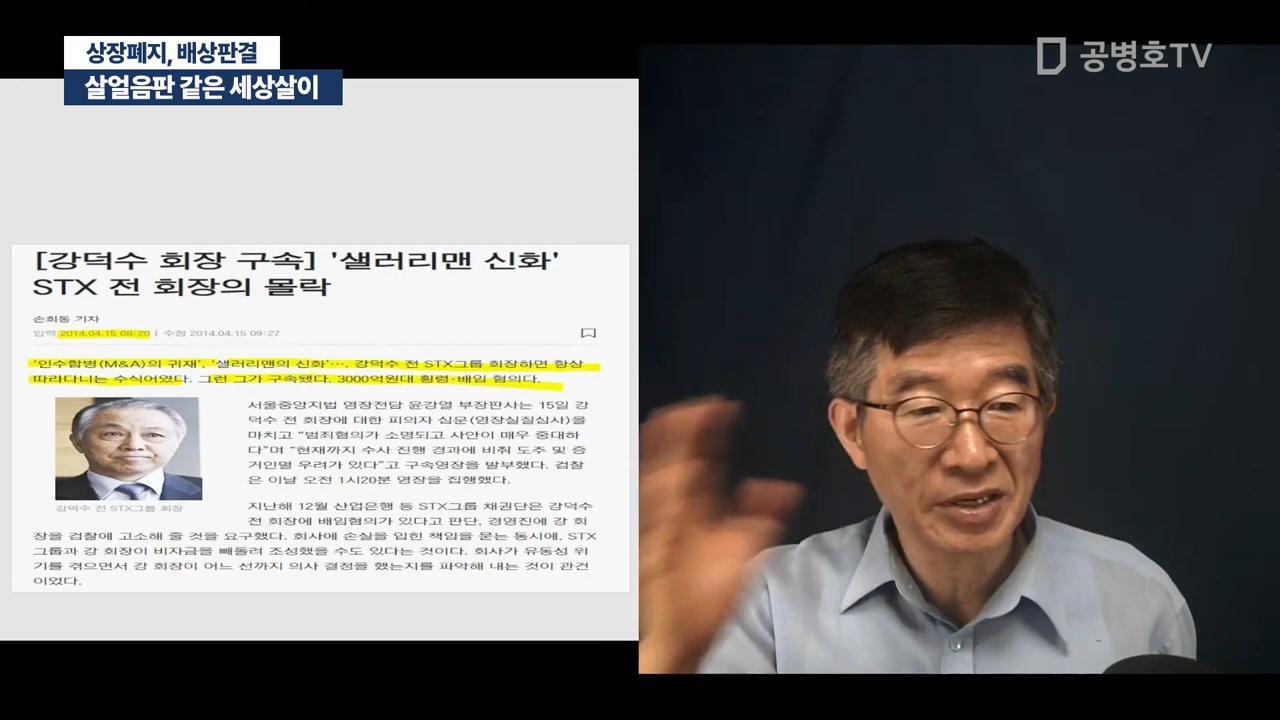 상장폐지, 배상판결
살얼음판 같은 세상살이
공병호TV
[강덕수 회장 구속] '샐러리맨 신화'
STX 전 회장의 몰락
손희동 기자
입력 2014.04.15 08:20 | 수정 2014.04.15 09:27
'인수합병(M&A)의 귀재', '샐러리맨의 신화'…, 강덕수 전 STX그룹 회장하면 항상
따라다니는 수식어였다. 그런 그가 구속됐다. 3000억원대 횡령·배임 혐의다.
서울중앙지법 영장전담 윤강열 부장판사는 15일 강
덕수 전 회장에 대한 피의자 심문(영장실질심사)을
마치고 "범죄혐의가 소명되고 사안이 매우 중대하
다"며 "현재까지 수사 진행 경과에 비춰 도주 및 증
거인멸 우려가 있다"고 구속영장을 발부했다. 검찰
은 이날 오전 1시20분 영장을 집행했다.
강덕수 전 STX그룹 회장
지난해 12월 산업은행 등 STX그룹 채권단은 강덕수
전 회장에 배임혐의가 있다고 판단, 경영진에 강 회
장을 검찰에 고소해 줄 것을 요구했다. 회사에 손실을 입힌 책임을 묻는 동시에, STX
그룹과 강 회장이 비자금을 빼돌려 조성했을 수도 있다는 것이다. 회사가 유동성 위
기를 겪으면서 강 회장이 어느 선까지 의사 결정을 했는지를 파악해 내는 것이 관건
이었다.